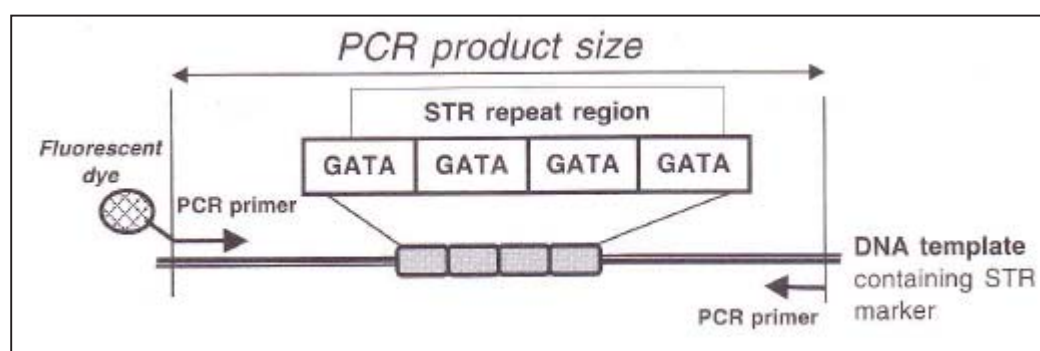 PCR product size
STR repeat region
GATA GATA GATA GATA
Fluorescent
dye
PCR primer
DNA template
containing STR
marker
PCR primer